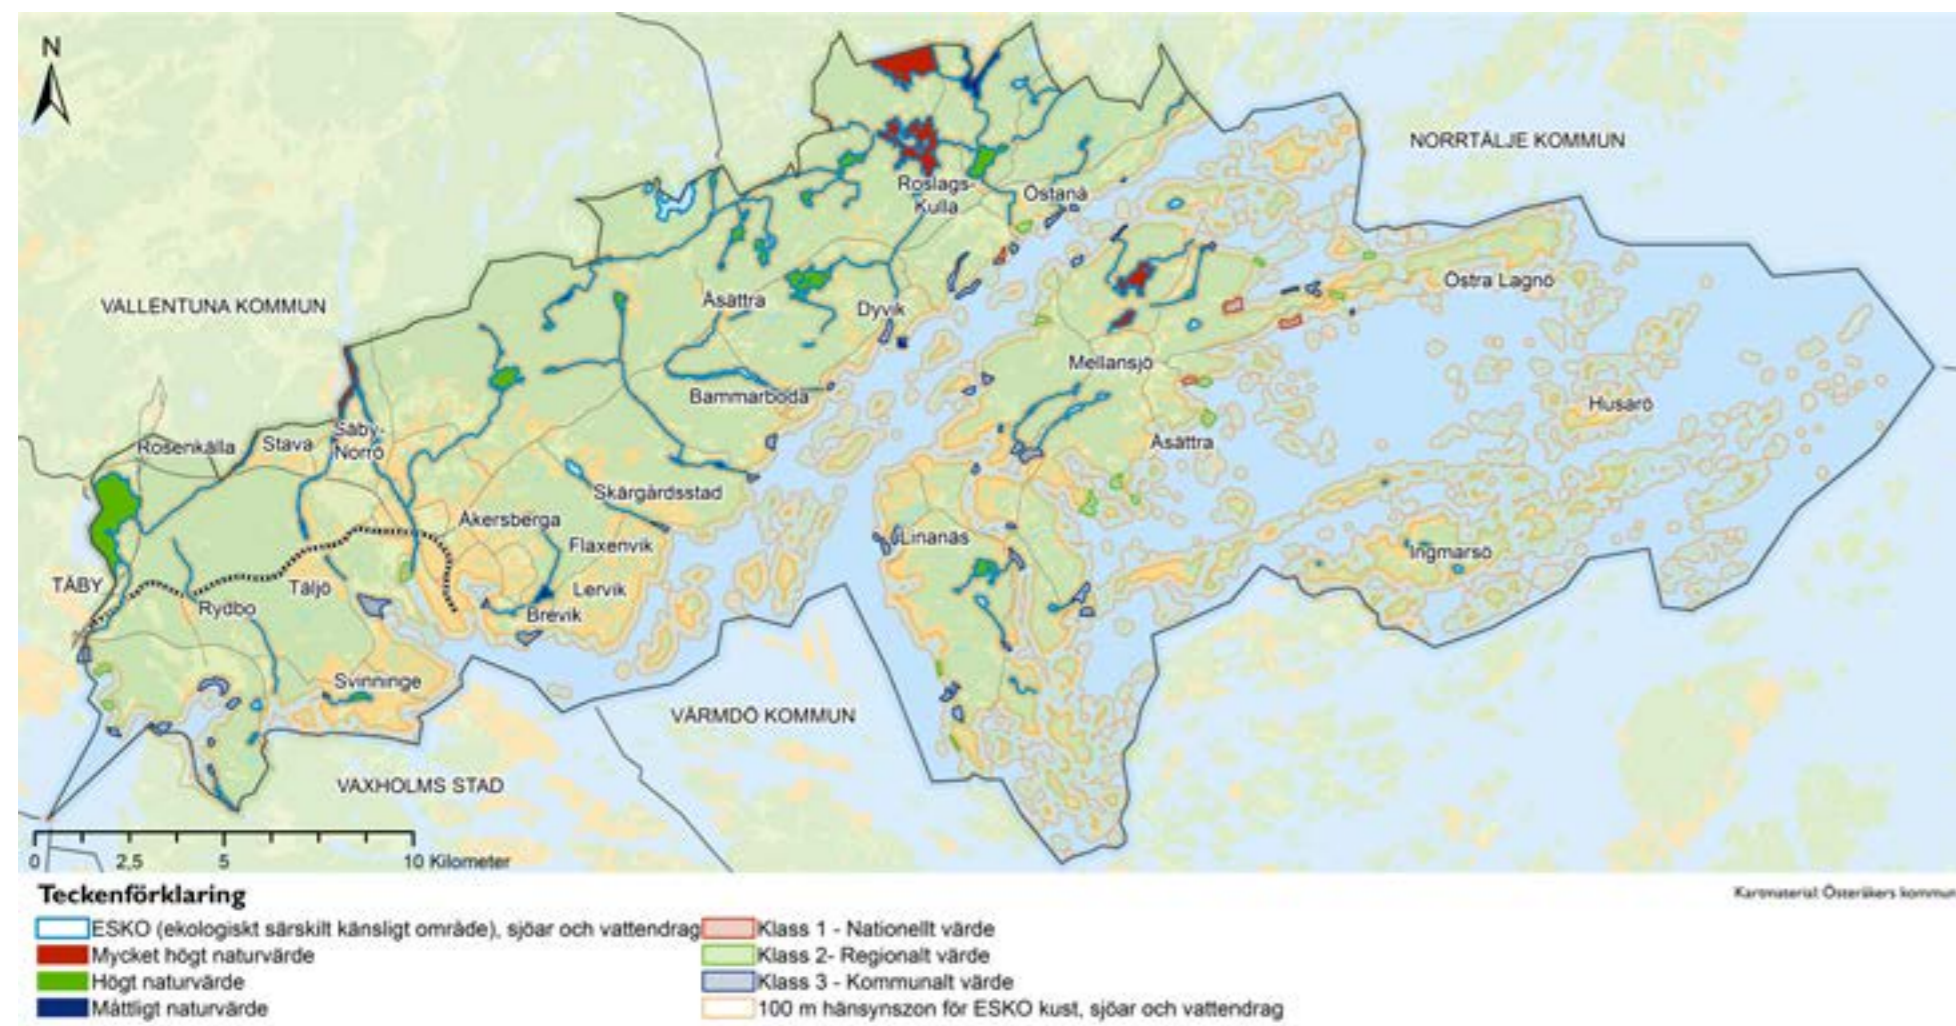 N
NORRTÄLJE KOMMUN
Roslags-
Kulla
Östanå
Östra Lagnö
VALLENTUNA KOMMUN
Åsättra
Dyvik
Mellansjö
Bammarboda
Husarö
Rosenkälla
Stava
Säby-
Norrö
Åsättra
Skärgårdsstad
Åkersberga
Flaxenvik
Linanäs
Ingmarsö
TÄBY
Täljö
Lervik
Rydbo
Brevik
Svinninge
VÄRMDÖ KOMMUN
VAXHOLMS STAD
0 2,5 5 10 Kilometer
Teckenförklaring
Kartmaterial: Österåkers kommun
ESKO (ekologiskt särskilt känsligt område), sjöar och vattendrag
Mycket högt naturvärde
Högt naturvärde
Måttligt naturvärde
Klass 1 - Nationellt värde
Klass 2- Regionalt värde
Klass 3 - Kommunalt värde
100 m hänsynszon för ESKO kust, sjöar och vattendrag